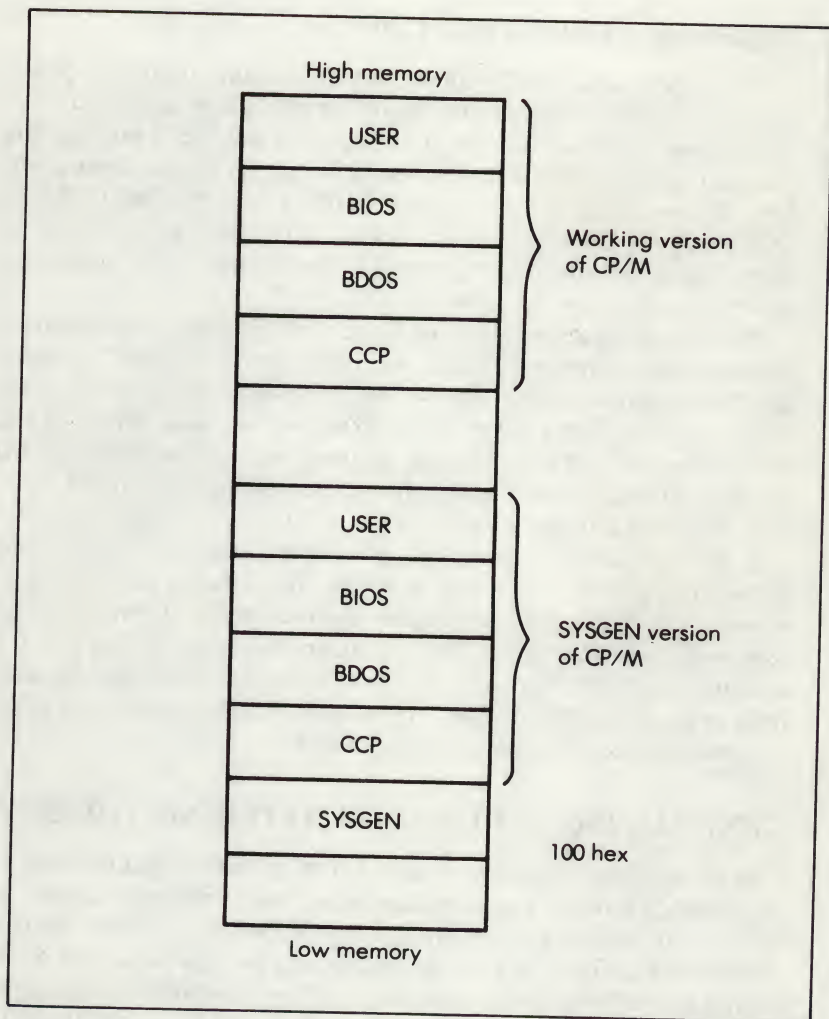 High memory
USER
BIOS
BDOS
CCP
Working version
of CP/M
USER
BIOS
BDOS
CCP
SYSGEN version
of CP/M
SYSGEN
100 hex
Low memory